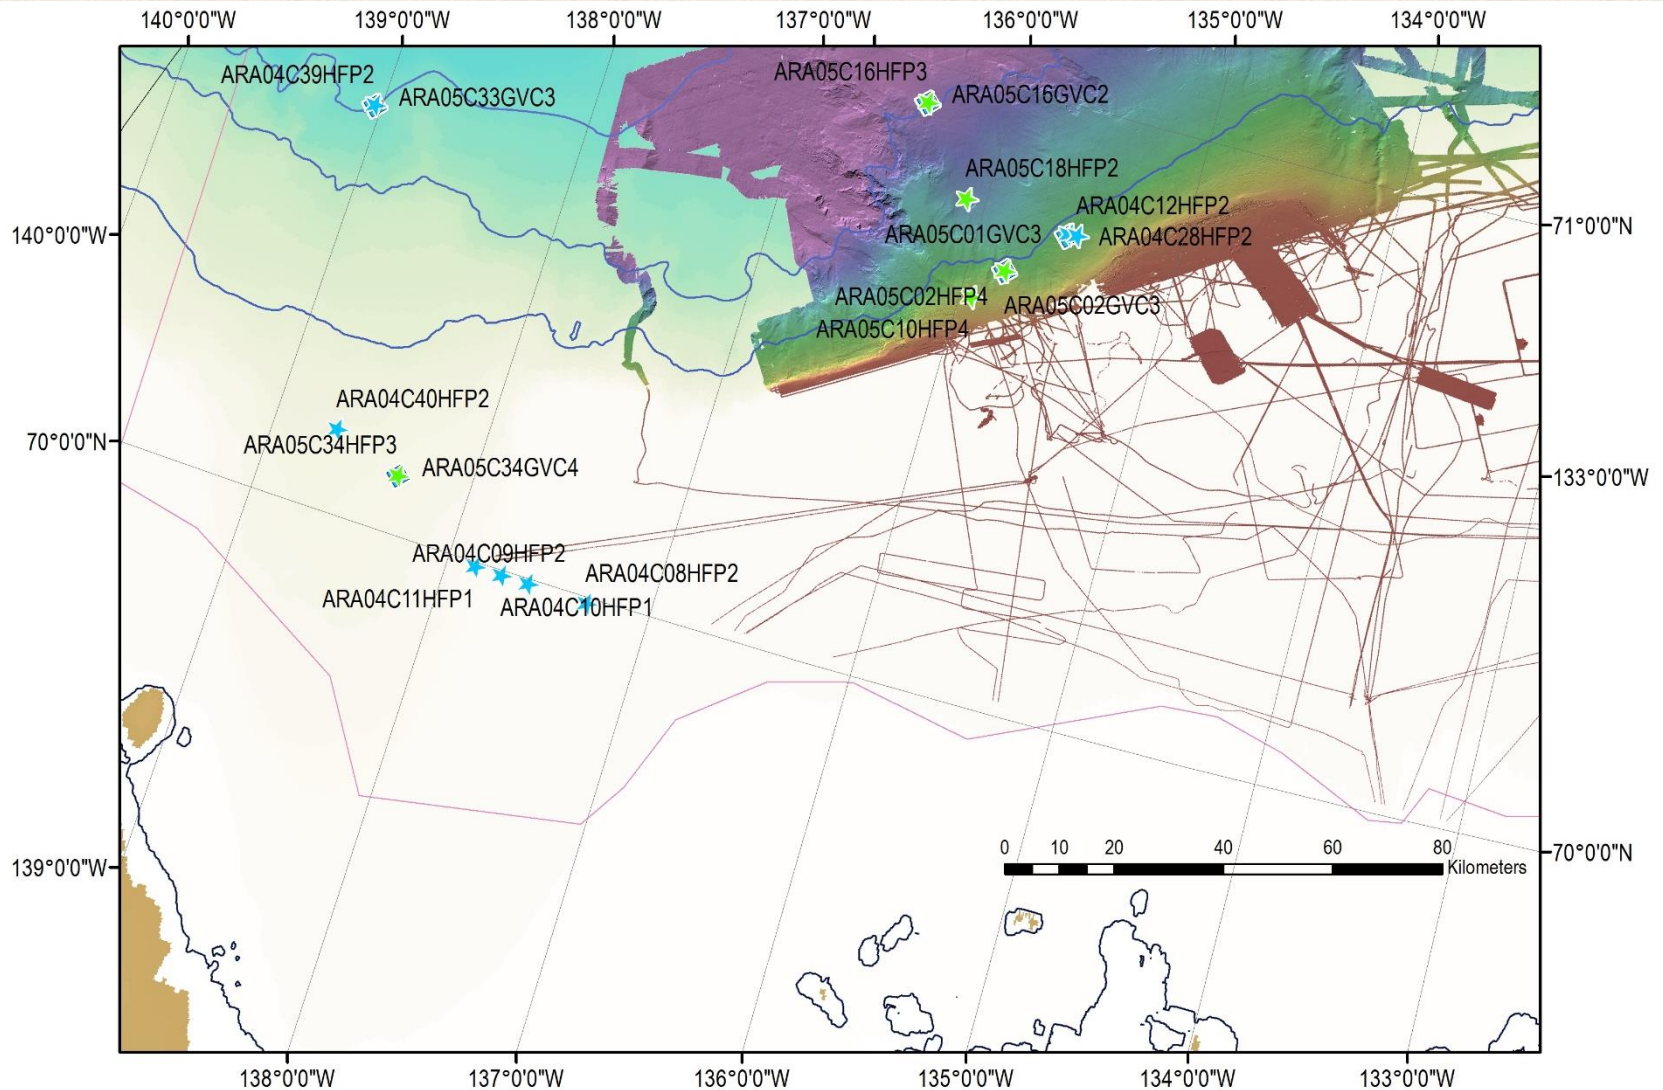 140°0'0"W
139°0'0"W
138°0'0"W
137°0'0"W
136°0'0"W
135°0'0"W
134°0'0"W
ARA04C39HFP2
ARA05C33GVC3
ARA05C16HFP3
ARA05C16GVC2
ARA05C18HFP2
ARA04C12HFP2
ARA05C01GVC3
ARA04C28HFP2
140°0'0"W
71°0'0"N
ARA05C02HFP4
ARA05C02GVC3
ARA05C10HFP4
ARA04C40HFP2
ARA05C34HFP3
70°0'0"N
ARA05C34GVC4
133°0'0"W
ARA04C09HFP2
ARA04C08HFP2
ARA04C11HFP1
ARA04C10HFP1
0 10 20 40 60 80
Kilometers
139°0'0"W
70°0'0"N
138°0'0"W
137°0'0"W
136°0'0"W
135°0'0"W
134°0'0"W
133°0'0"W